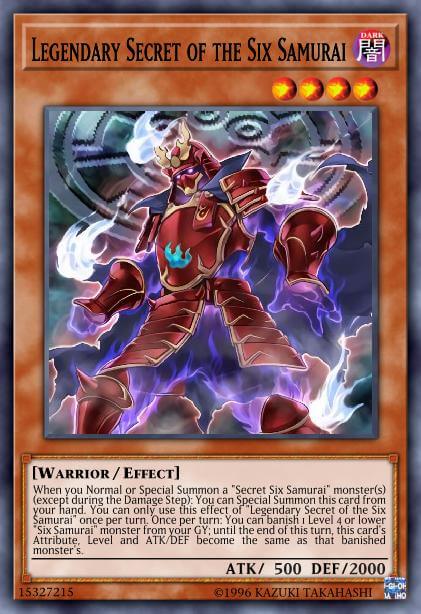 Legendary Secret of the Six Samurai
DARK
闇
[Warrior / Effect]
When you Normal or Special Summon a "Secret Six Samurai" monster(s)
(except during the Damage Step): You can Special Summon this card from
your hand. You can only use this effect of "Legendary Secret of the Six
Samurai" once per turn. Once per turn: You can banish 1 Level 4 or lower
"Six Samurai" monster from your GY; until the end of this turn, this card's
Attribute, Level and ATK/DEF become the same as that banished
monster's.
ATK/ 500 DEF/2000
15327215
©1996 KAZUKI TAKAHASHI